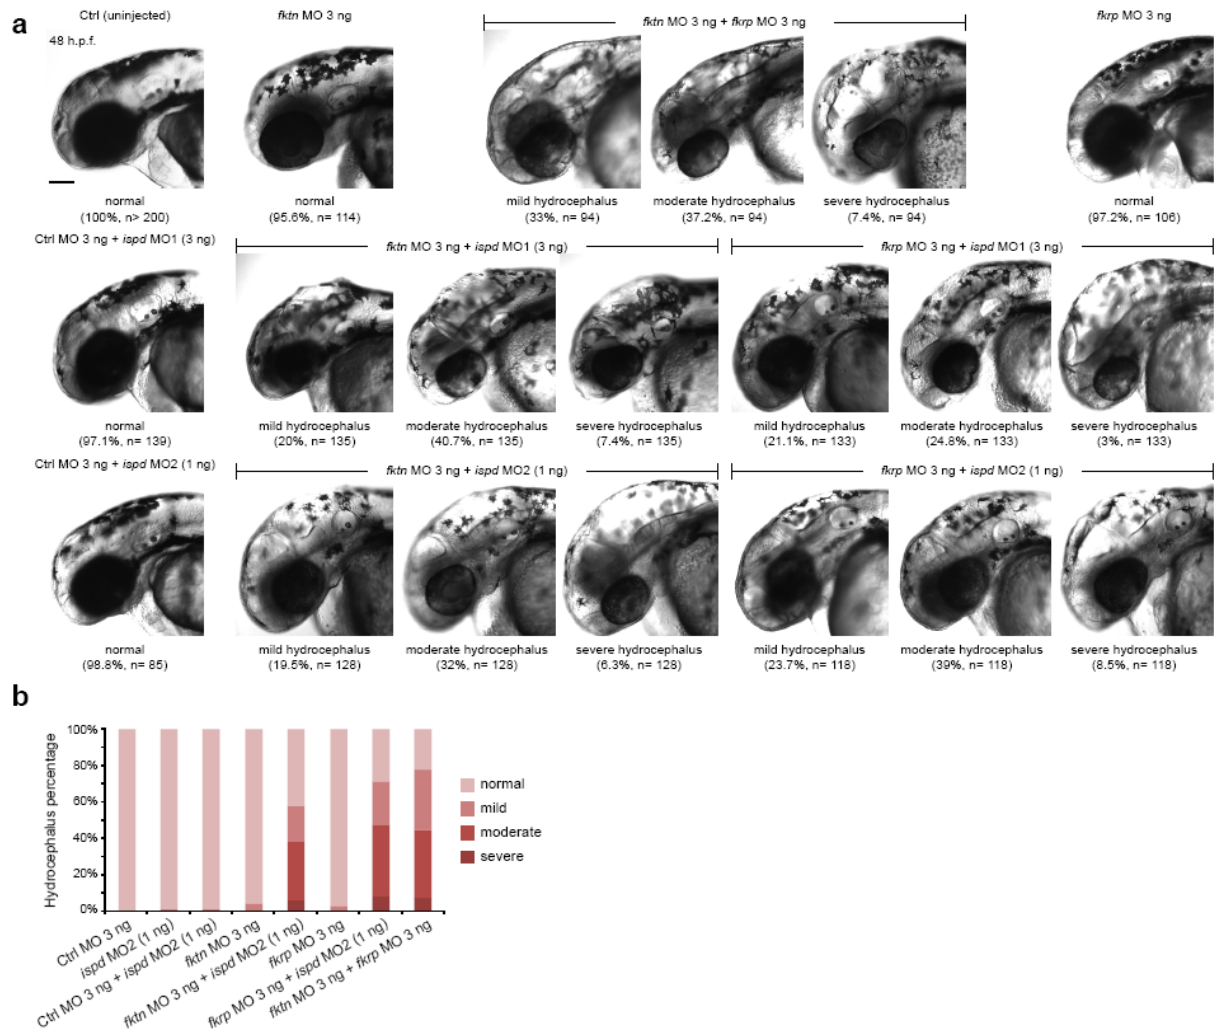 a
Ctrl (uninjected)
fktn MO 3 ng
fktn MO 3 ng + fkrp MO 3 ng
fkrp MO 3 ng
48 h.p.f.
normal
(100%, n> 200)
normal
(95.6%, n= 114)
mild hydrocephalus
(33%, n= 94)
moderate hydrocephalus
(37.2%, n= 94)
severe hydrocephalus
(7.4%, n= 94)
normal
(97.2%, n= 106)
Ctrl MO 3 ng + ispd MO1 (3 ng)
fktn MO 3 ng + ispd MO1 (3 ng)
fkrp MO 3 ng + ispd MO1 (3 ng)
normal
(97.1%, n= 139)
mild hydrocephalus
(20%, n= 135)
moderate hydrocephalus
(40.7%, n= 135)
severe hydrocephalus
(7.4%, n= 135)
mild hydrocephalus
(21.1%, n= 133)
moderate hydrocephalus
(24.8%, n= 133)
severe hydrocephalus
(3%, n= 133)
Ctrl MO 3 ng + ispd MO2 (1 ng)
fktn MO 3 ng + ispd MO2 (1 ng)
fkrp MO 3 ng + ispd MO2 (1 ng)
normal
(98.8%, n= 85)
mild hydrocephalus
(19.5%, n= 128)
moderate hydrocephalus
(32%, n= 128)
severe hydrocephalus
(6.3%, n= 128)
mild hydrocephalus
(23.7%, n= 118)
moderate hydrocephalus
(39%, n= 118)
severe hydrocephalus
(8.5%, n= 118)
b
Hydrocephalus percentage
100%
80%
60%
40%
20%
0%
normal
mild
moderate
severe
Ctrl MO 3 ng
ispd MO2 (1 ng)
Ctrl MO 3 ng + ispd MO2 (1 ng)
fktn MO 3 ng
fktn MO 3 ng + ispd MO2 (1 ng)
fkrp MO 3 ng
fkrp MO 3 ng + ispd MO2 (1 ng)
fktn MO 3 ng + fkrp MO 3 ng